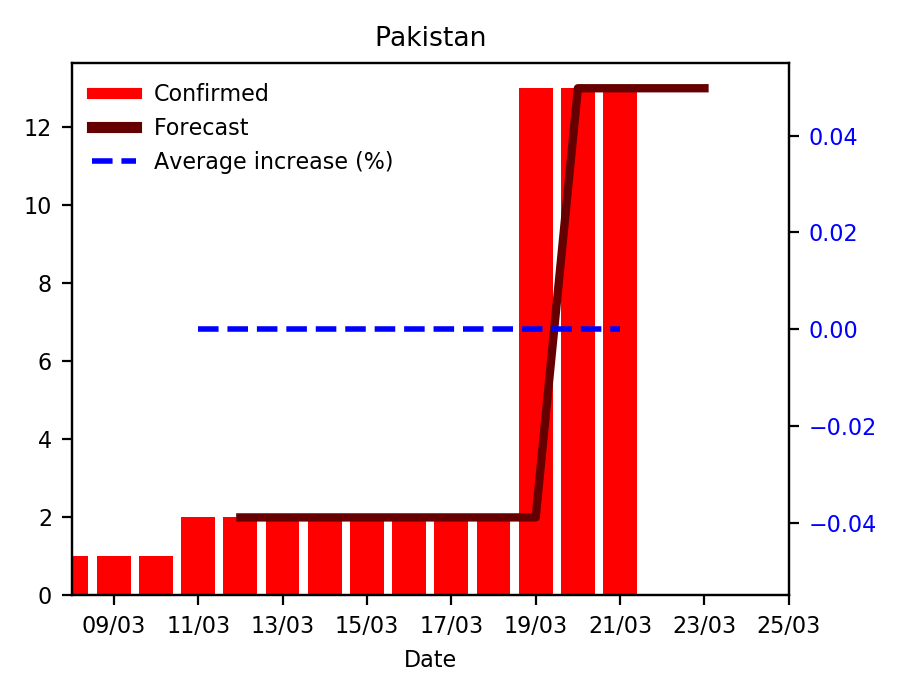 Pakistan
Confirmed
Forecast
Average increase (%)
12
10
8
6
4
2
0
0.04
0.02
0.00
−0.02
−0.04
09/03 11/03 13/03 15/03 17/03 19/03 21/03 23/03 25/03
Date